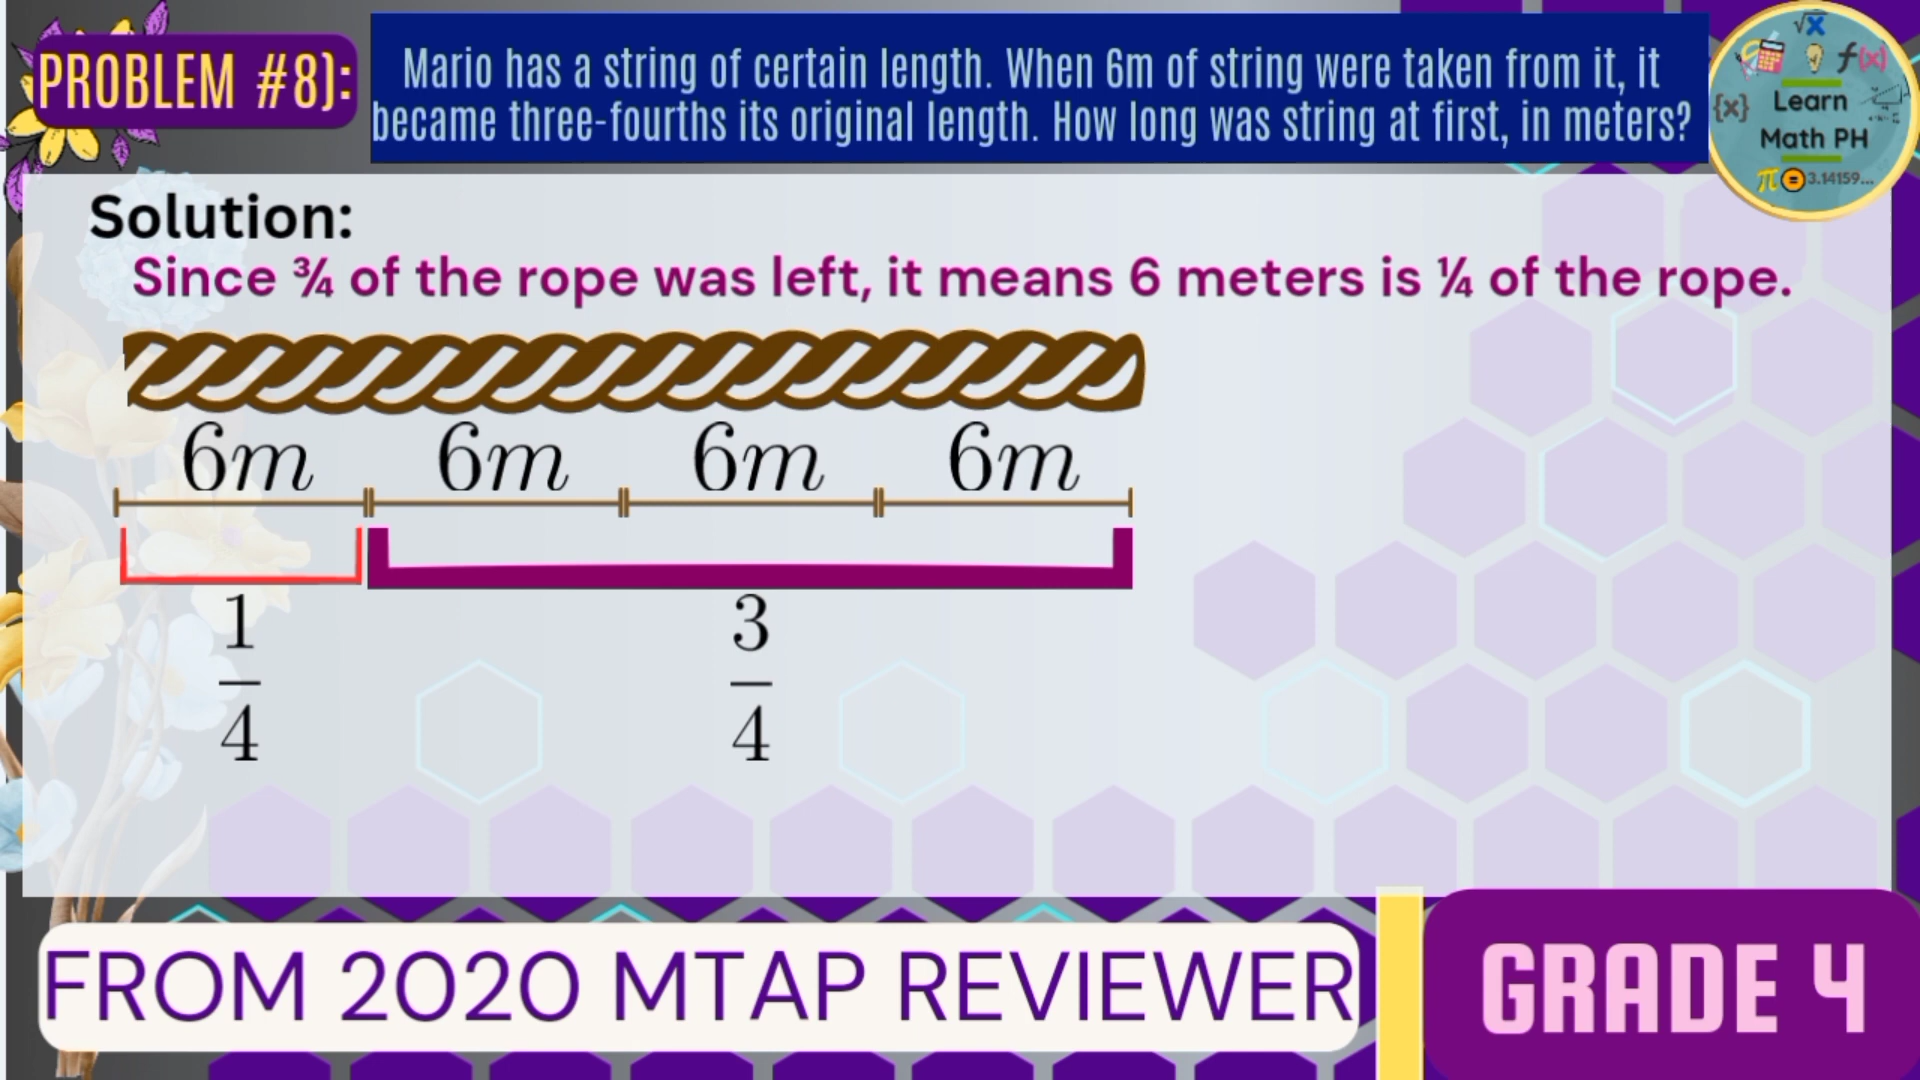 PROBLEM #8):
Mario has a string of certain length. When 6m of string were taken from it, it
became three-fourths its original length. How long was string at first, in meters?
√x
f(x)
{x}
Learn
Math PH
π = 3.14159...
Solution:
Since ¾ of the rope was left, it means 6 meters is ¼ of the rope.
6m 6m 6m 6m
1/4 3/4
FROM 2020 MTAP REVIEWER
GRADE 4